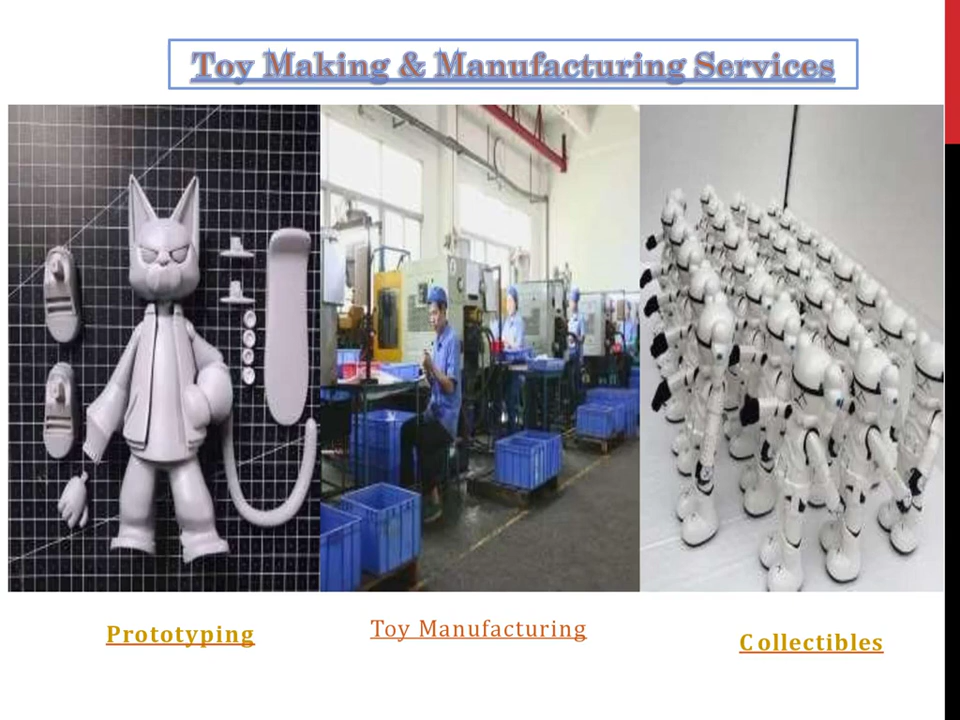 Toy Making & Manufacturing Services
Prototyping
Toy Manufacturing
Collectibles